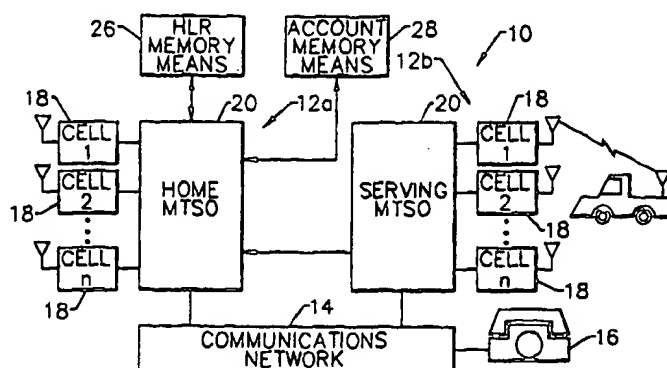 26
HLR
MEMORY
MEANS
ACCOUNT
MEMORY
MEANS
28
10
12a
12b
18
20
20
18
CELL
1
HOME
MTSO
SERVING
MTSO
CELL
1
CELL
2
18
CELL
2
18
CELL
n
18
CELL
n
18
14
COMMUNICATIONS
NETWORK
16